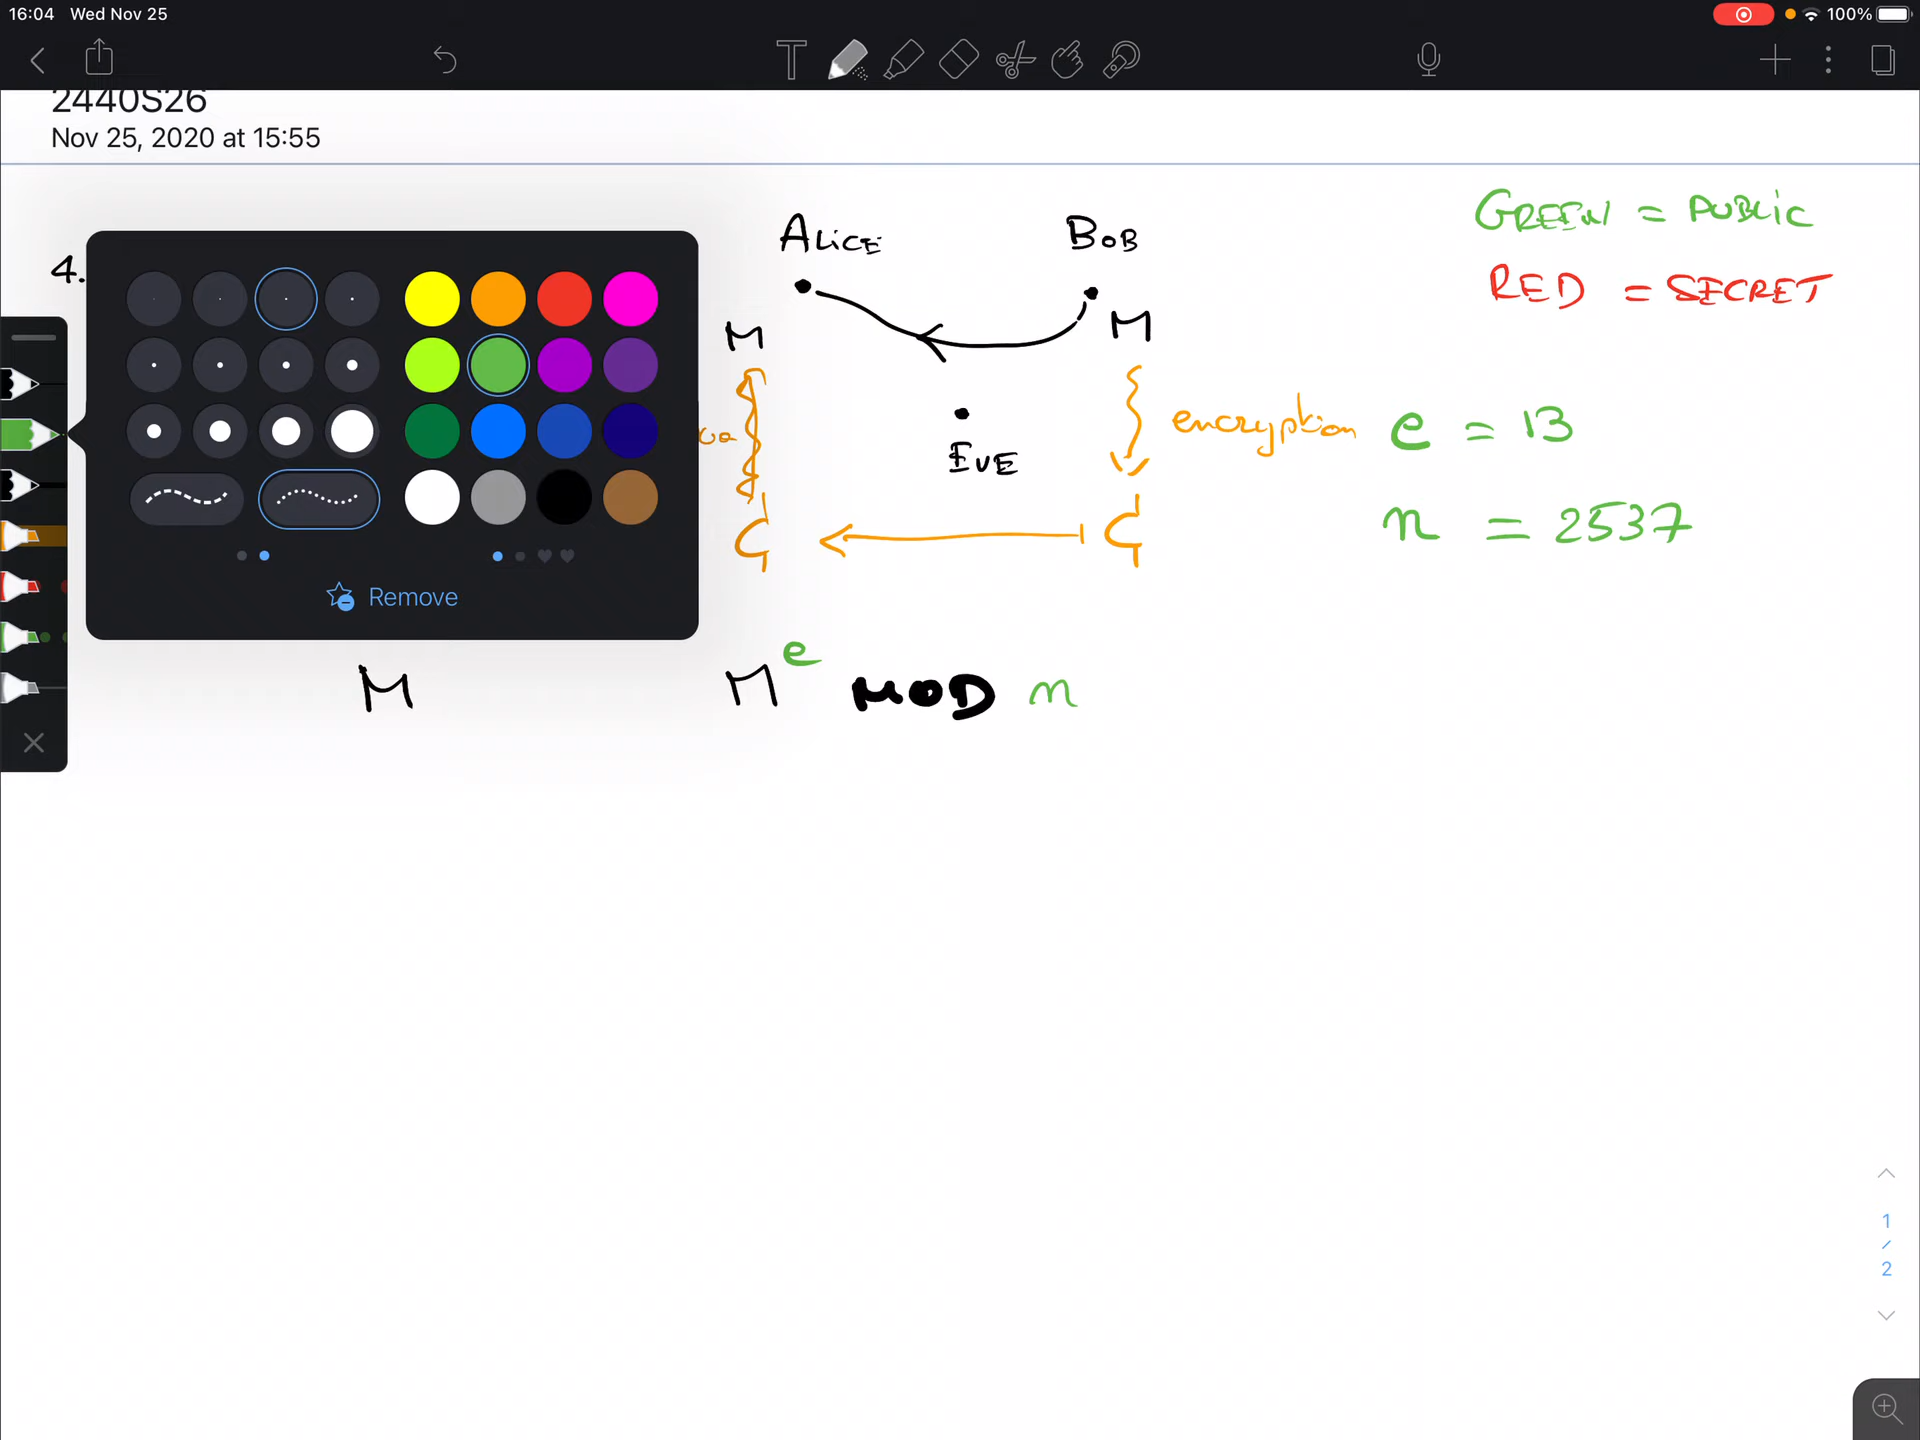 16:04 Wed Nov 25 100%
2440S26
Nov 25, 2020 at 15:55
GREEN = PUBLIC
RED = SECRET
4.
ALICE BOB
M M
EVE
encryption e = 13
C C n = 2537
Remove
M M^e MOD n
1
/
2